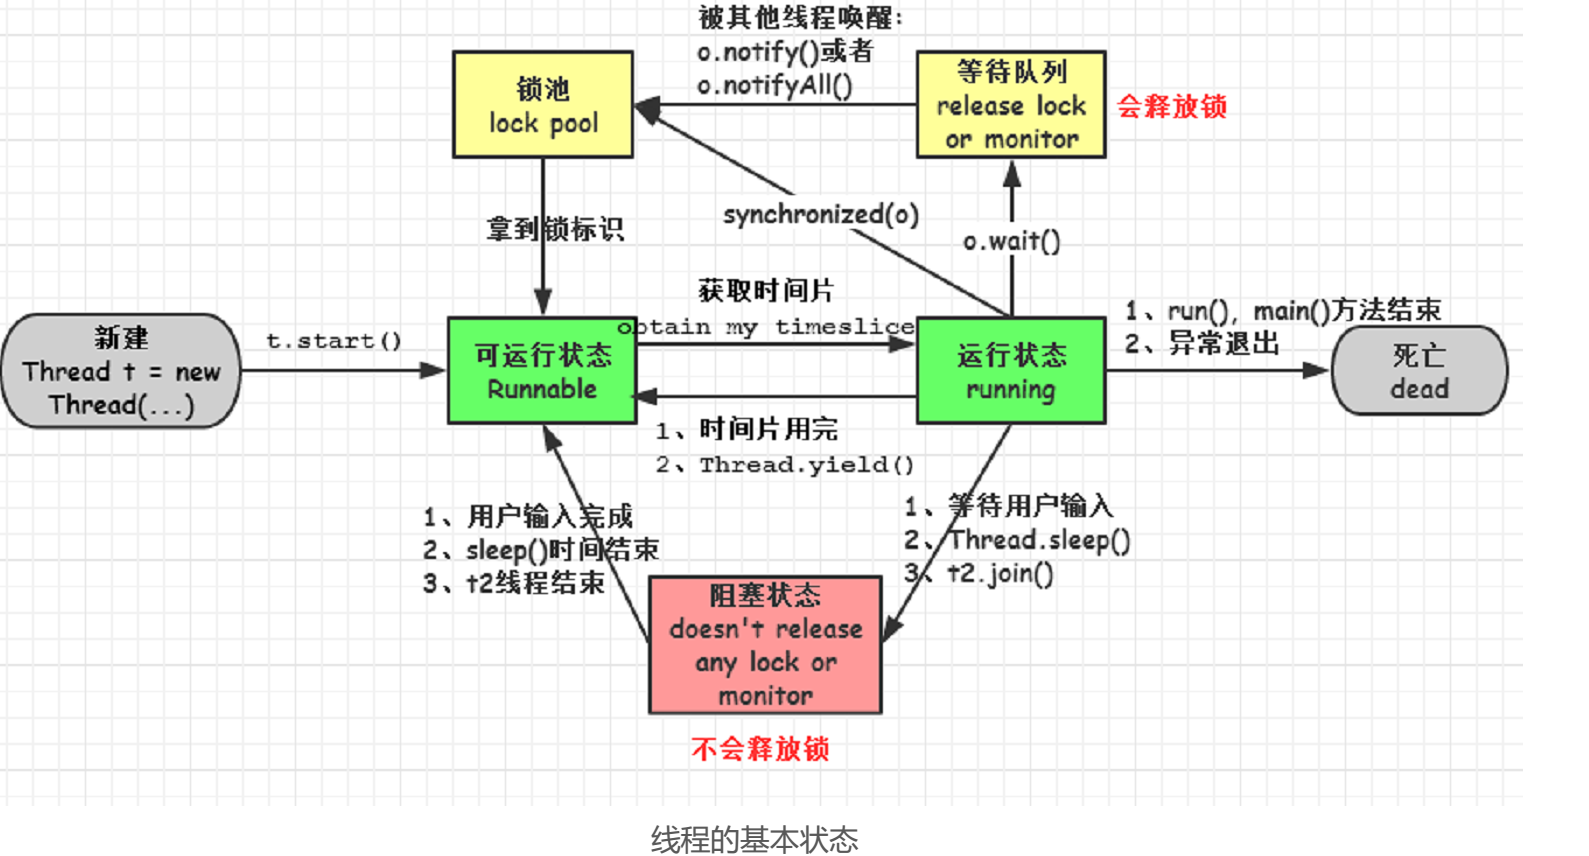 被其他线程唤醒：
o.notify()或者
o.notifyAll()
锁池
lock pool
等待队列
release lock
or monitor
会释放锁
拿到锁标识
synchronized(o)
o.wait()
获取时间片
obtain my timeslice
新建
Thread t = new
Thread(...)
t.start()
可运行状态
Runnable
运行状态
running
1、run(), main()方法结束
2、异常退出
死亡
dead
1、时间片用完
2、Thread.yield()
1、用户输入完成
2、sleep()时间结束
3、t2线程结束
1、等待用户输入
2、Thread.sleep()
3、t2.join()
阻塞状态
doesn't release
any lock or
monitor
不会释放锁
线程的基本状态